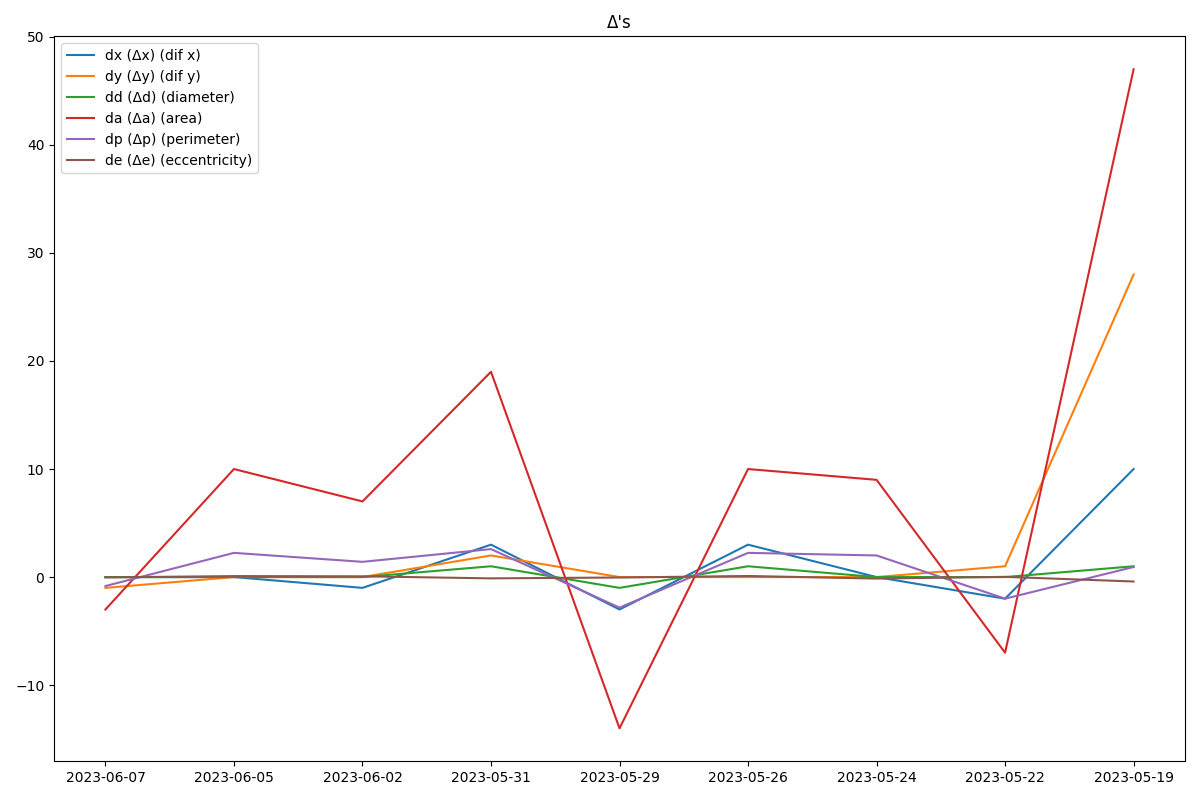 Δ's
dx (Δx) (dif x)
dy (Δy) (dif y)
dd (Δd) (diameter)
da (Δa) (area)
dp (Δp) (perimeter)
de (Δe) (eccentricity)
50
40
30
20
10
0
−10
2023-06-07 2023-06-05 2023-06-02 2023-05-31 2023-05-29 2023-05-26 2023-05-24 2023-05-22 2023-05-19